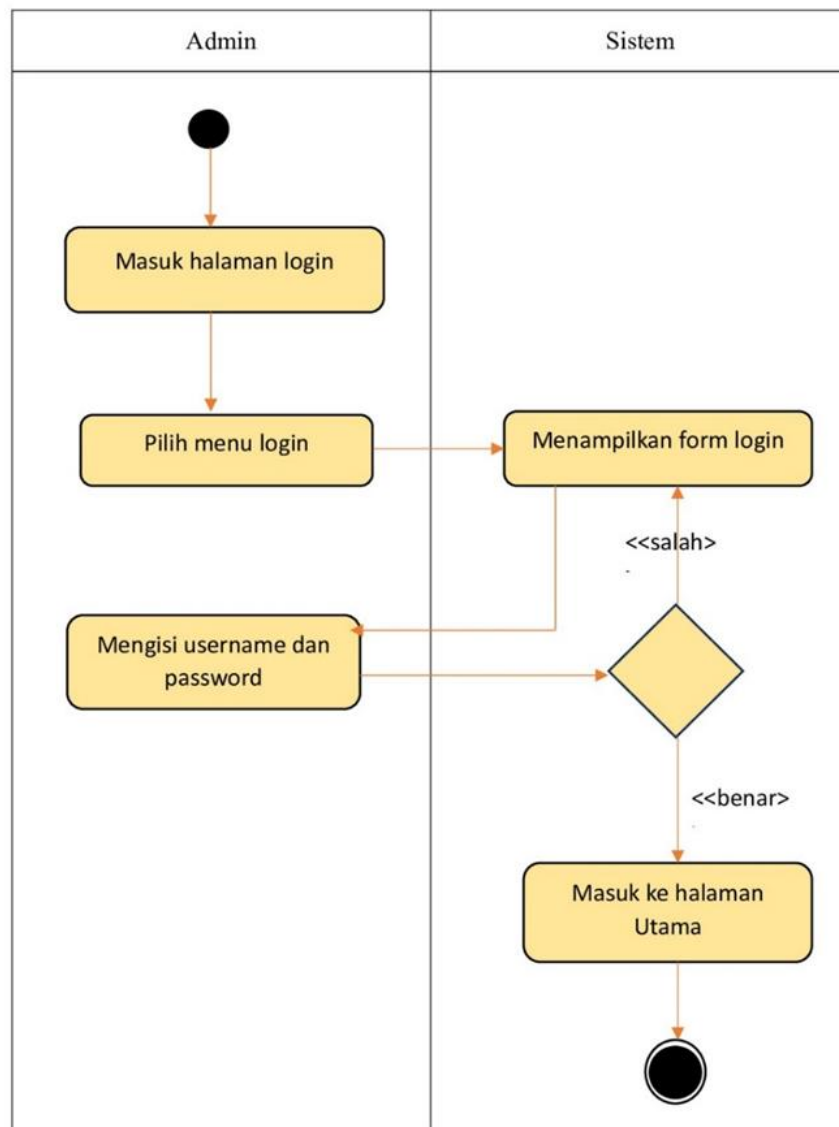 Admin
Sistem
Masuk halaman login
Pilih menu login
Menampilkan form login
<<salah>
.
Mengisi username dan
password
<<benar>
.
Masuk ke halaman
Utama